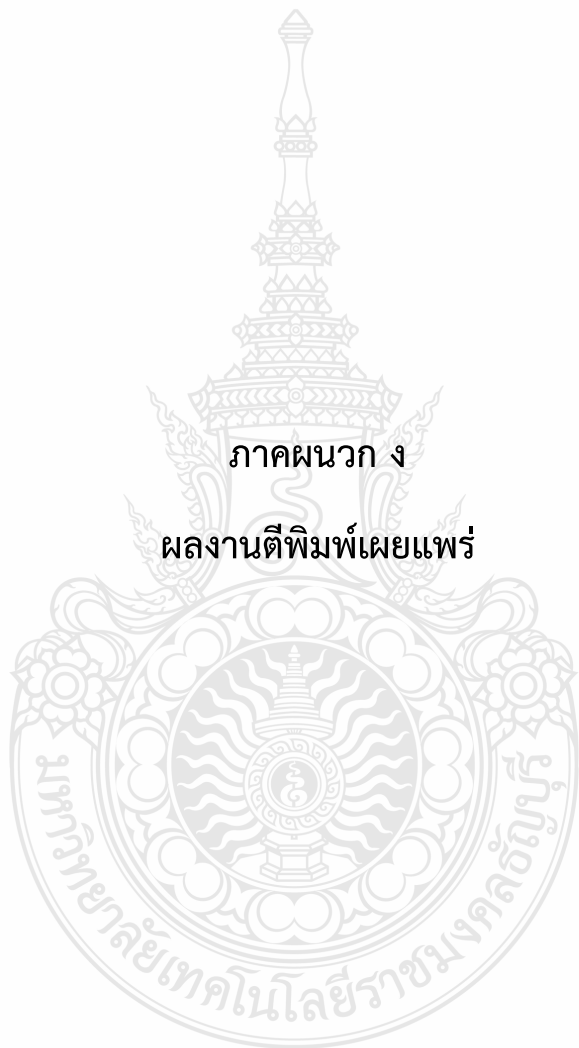 ภาคผนวก ง
ผลงานตีพิมพ์เผยแพร่
มหาวิทยาลัยเทคโนโลยีราชมงคลธัญบุรี